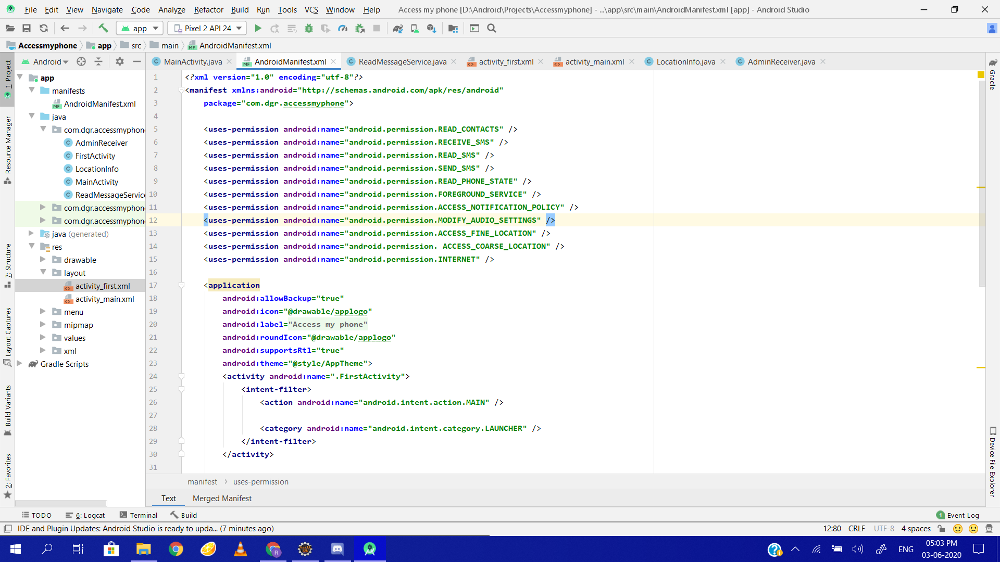 File Edit View Navigate Code Analyze Refactor Build Run Tools VCS Window Help Access my phone [D:\Android\Projects\Accessmyphone] - ...\app\src\main\AndroidManifest.xml [app] - Android Studio
app Pixel 2 API 24
Accessmyphone app src main AndroidManifest.xml
Android MainActivity.java AndroidManifest.xml ReadMessageService.java activity_first.xml activity_main.xml LocationInfo.java AdminReceiver.java
1: Project
Resource Manager
7: Structure
Layout Captures
Build Variants
2: Favorites
app
manifests
AndroidManifest.xml
java
com.dgr.accessmyphon
AdminReceiver
FirstActivity
LocationInfo
MainActivity
ReadMessageService
com.dgr.accessmyphon
com.dgr.accessmyphon
java (generated)
res
drawable
layout
activity_first.xml
activity_main.xml
menu
mipmap
values
xml
Gradle Scripts
1 <?xml version="1.0" encoding="utf-8"?>
2 <manifest xmlns:android="http://schemas.android.com/apk/res/android"
3 package="com.dgr.accessmyphone">
4
5 <uses-permission android:name="android.permission.READ_CONTACTS" />
6 <uses-permission android:name="android.permission.RECEIVE_SMS" />
7 <uses-permission android:name="android.permission.READ_SMS" />
8 <uses-permission android:name="android.permission.SEND_SMS" />
9 <uses-permission android:name="android.permission.READ_PHONE_STATE" />
10 <uses-permission android:name="android.permission.FOREGROUND_SERVICE" />
11 <uses-permission android:name="android.permission.ACCESS_NOTIFICATION_POLICY" />
12 <uses-permission android:name="android.permission.MODIFY_AUDIO_SETTINGS" />
13 <uses-permission android:name="android.permission.ACCESS_FINE_LOCATION" />
14 <uses-permission android:name="android.permission. ACCESS_COARSE_LOCATION" />
15 <uses-permission android:name="android.permission.INTERNET" />
16
17 <application
18 android:allowBackup="true"
19 android:icon="@drawable/applogo"
20 android:label="Access my phone"
21 android:roundIcon="@drawable/applogo"
22 android:supportsRtl="true"
23 android:theme="@style/AppTheme">
24 <activity android:name=".FirstActivity">
25 <intent-filter>
26 <action android:name="android.intent.action.MAIN" />
27
28 <category android:name="android.intent.category.LAUNCHER" />
29 </intent-filter>
30 </activity>
31
manifest uses-permission
Text Merged Manifest
Gradle
Device File Explorer
TODO 6: Logcat Terminal Build 1 Event Log
IDE and Plugin Updates: Android Studio is ready to upda... (7 minutes ago) 12:80 CRLF UTF-8 4 spaces
ENG
05:03 PM
03-06-2020